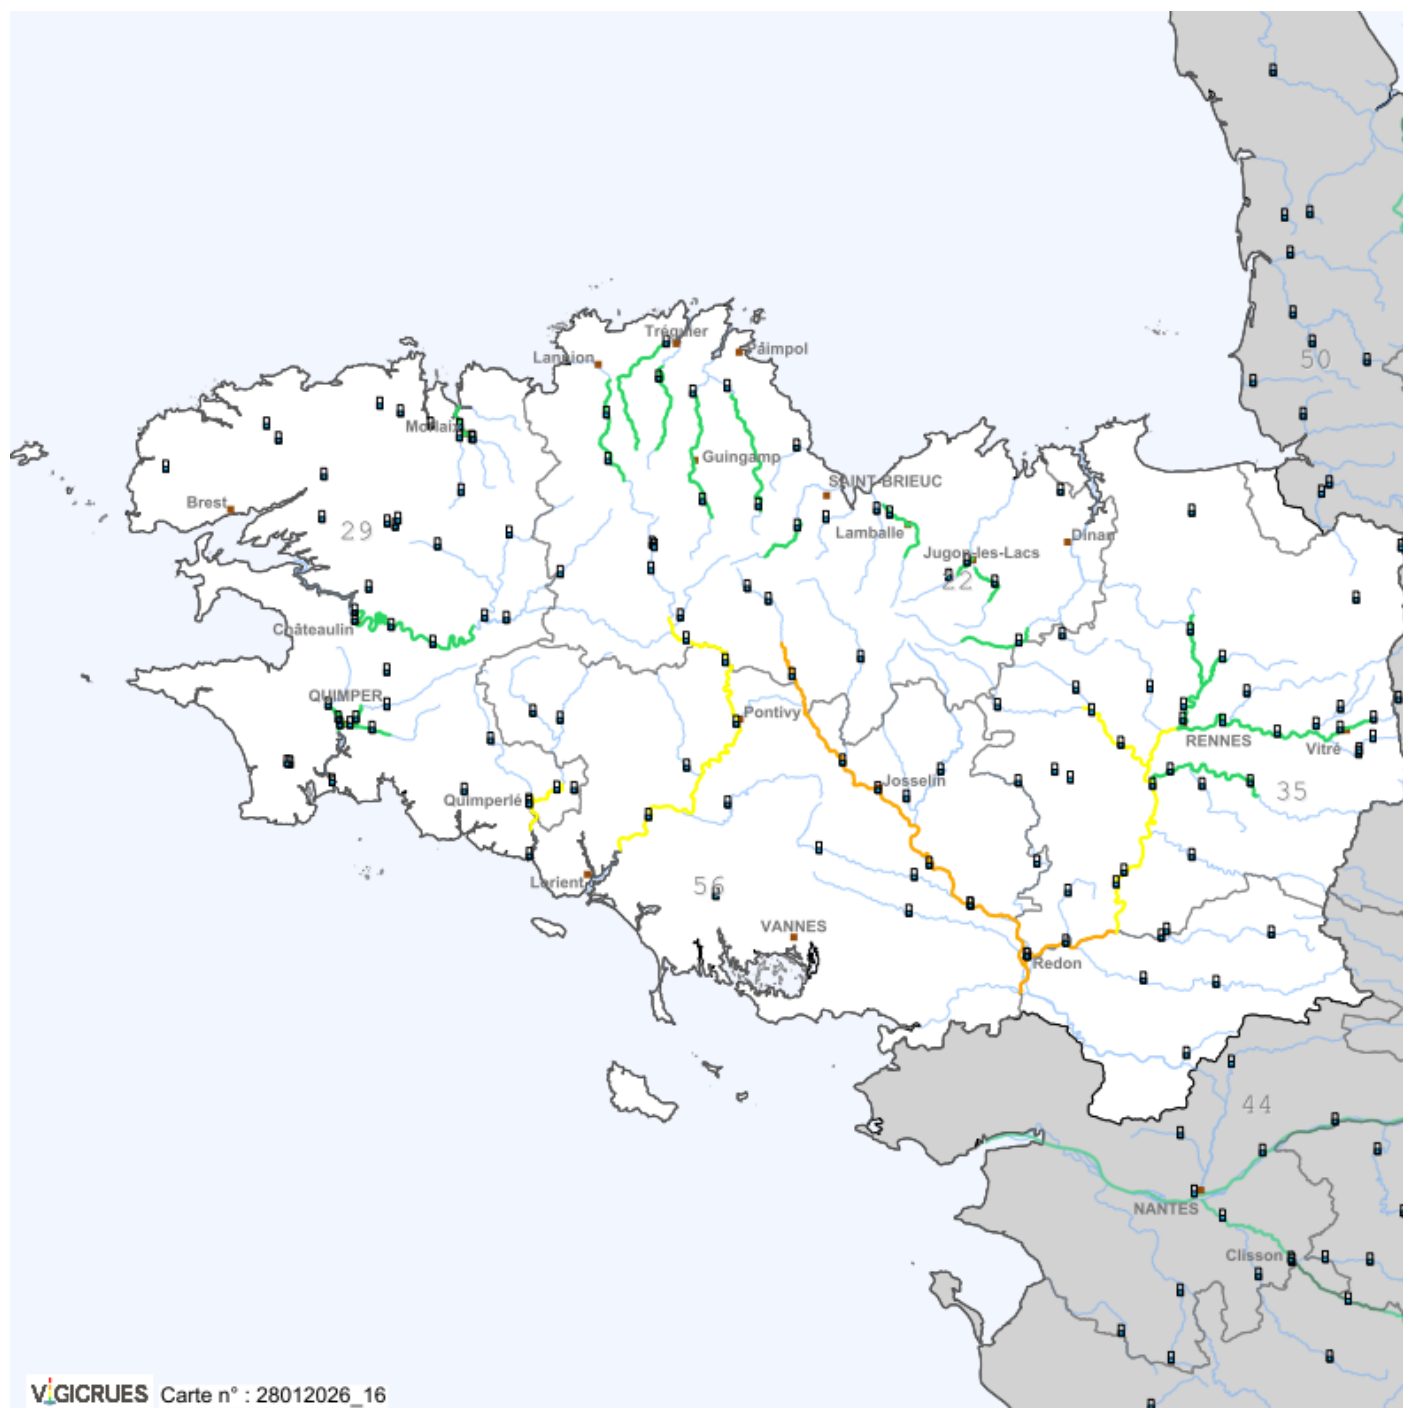 50
Tréguier
Paimpol
Lannion
Morlaix
Guingamp
SAINT-BRIEUC
Brest
29
Lamballe
Dinan
Jugon-les-Lacs
22
Châteaulin
QUIMPER
Pontivy
RENNES
Vitré
Josselin
35
Quimperlé
Lorient
56
VANNES
Redon
44
NANTES
Clisson
VIGICRUES Carte n° : 28012026_16